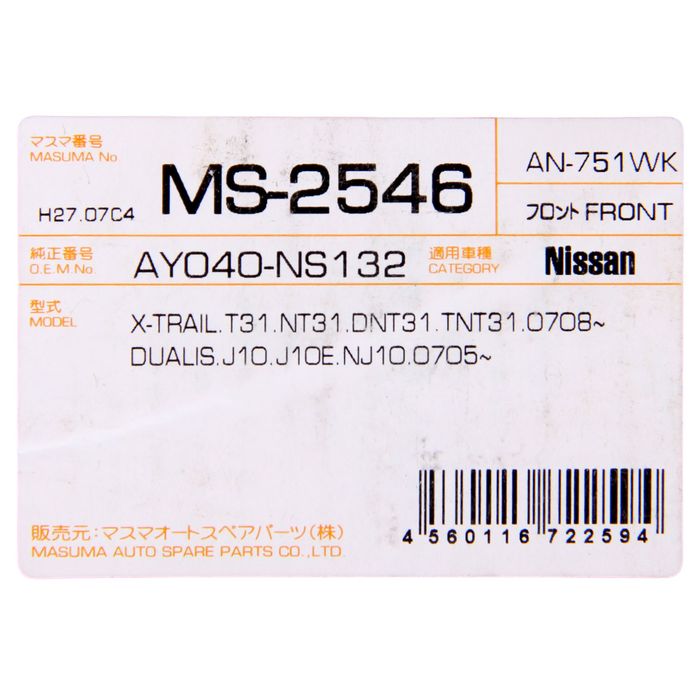 マスマ番号
MASUMA No
MS-2546
AN-751WK
H27.07C4
フロント FRONT
純正番号
O.E.M.No
AY040-NS132
適用車種
CATEGORY
Nissan
型式
MODEL
X-TRAIL.T31.NT31.DNT31.TNT31.0708~
DUALIS.J10.J10E.NJ10.0705~
販売元:マスマオートスペアパーツ(株)
MASUMA AUTO SPARE PARTS CO.,LTD.
4 560116 722594